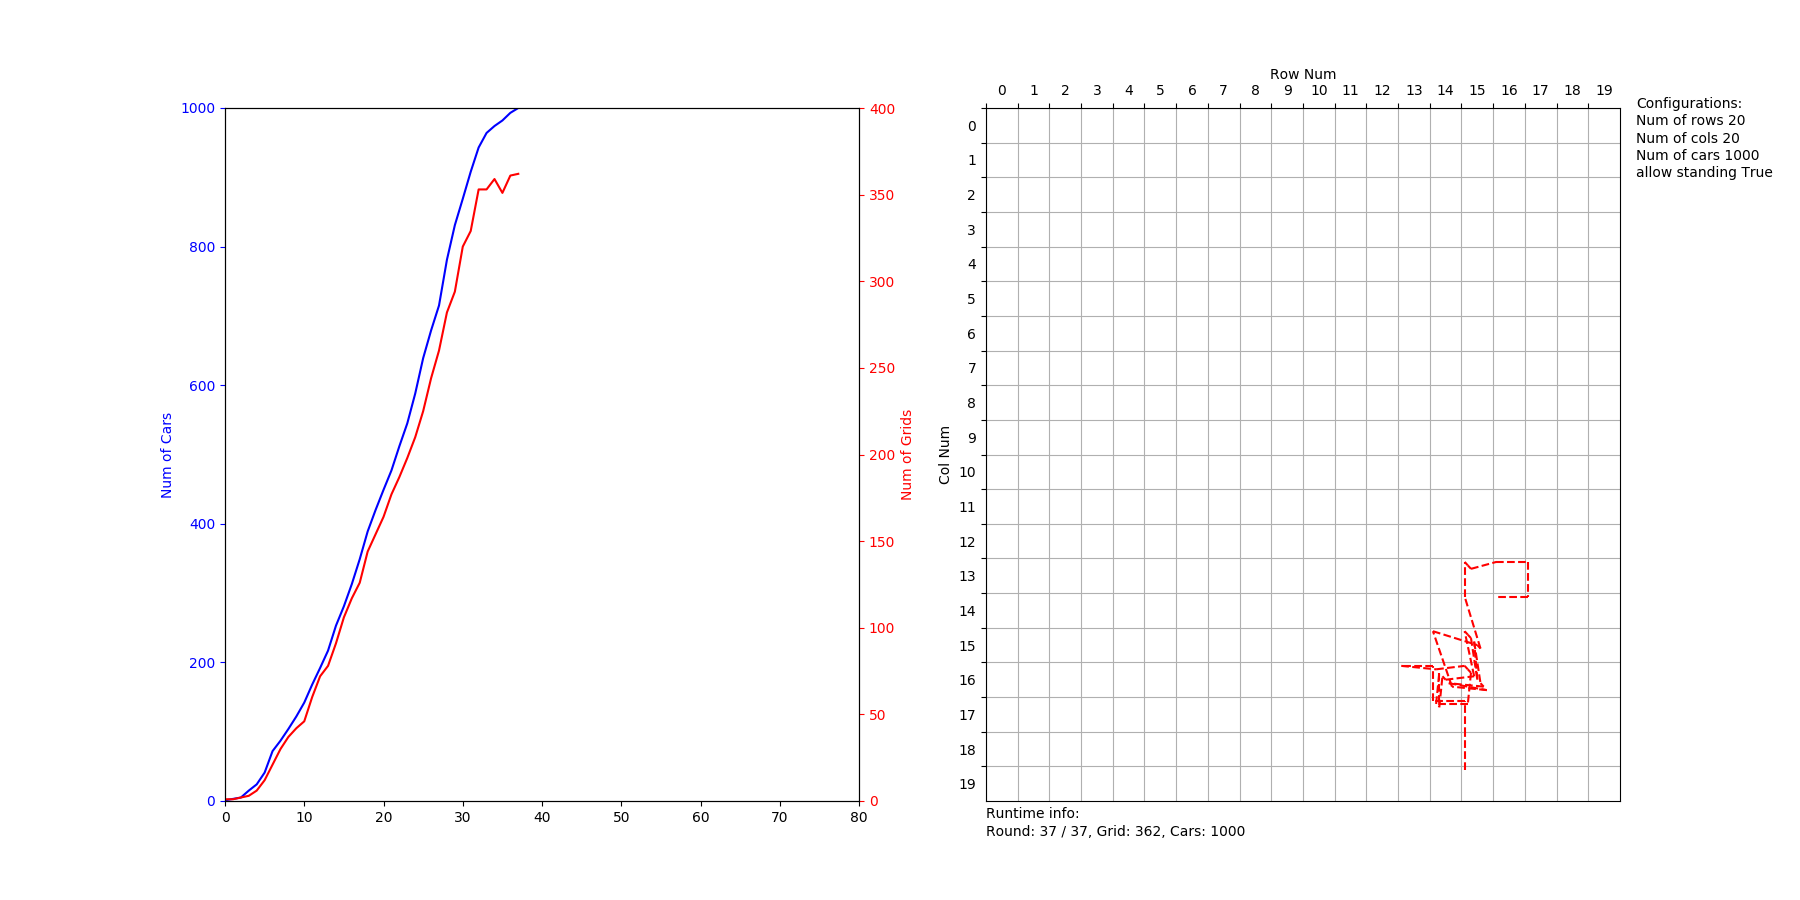 1000
800
600
400
200
0
Num of Cars
0 10 20 30 40 50 60 70 80
400
350
300
250
200
150
100
50
0
Num of Grids
Row Num
0 1 2 3 4 5 6 7 8 9 10 11 12 13 14 15 16 17 18 19
Col Num
0
1
2
3
4
5
6
7
8
9
10
11
12
13
14
15
16
17
18
19
Configurations:
Num of rows 20
Num of cols 20
Num of cars 1000
allow standing True
Runtime info:
Round: 37 / 37, Grid: 362, Cars: 1000